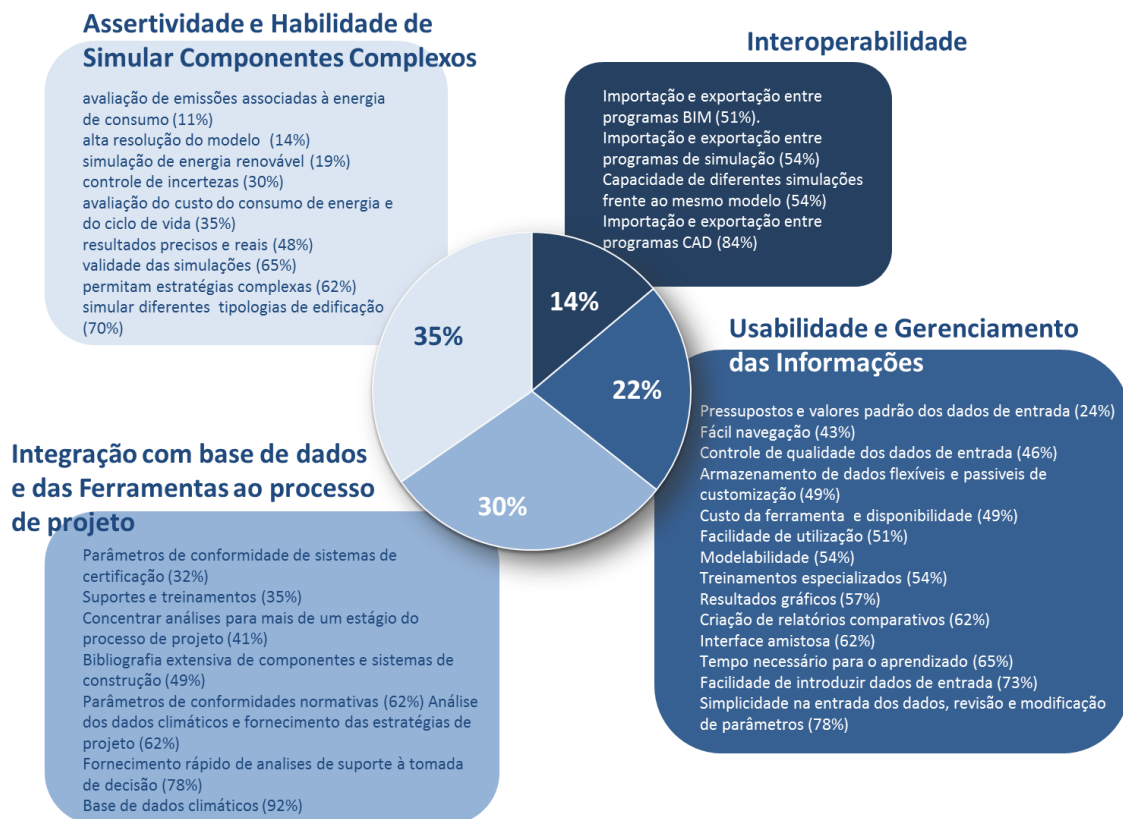 Assertividade e Habilidade de
Simular Componentes Complexos
avaliação de emissões associadas à energia
de consumo (11%)
alta resolução do modelo (14%)
simulação de energia renovável (19%)
controle de incertezas (30%)
avaliação do custo do consumo de energia e
do ciclo de vida (35%)
resultados precisos e reais (48%)
validade das simulações (65%)
permitam estratégias complexas (62%)
simular diferentes tipologias de edificação
(70%)
Interoperabilidade
Importação e exportação entre
programas BIM (51%).
Importação e exportação entre
programas de simulação (54%)
Capacidade de diferentes simulações
frente ao mesmo modelo (54%)
Importação e exportação entre
programas CAD (84%)
14%
35%
22%
30%
Usabilidade e Gerenciamento
das Informações
Pressupostos e valores padrão dos dados de entrada (24%)
Fácil navegação (43%)
Controle de qualidade dos dados de entrada (46%)
Armazenamento de dados flexíveis e passiveis de
customização (49%)
Custo da ferramenta e disponibilidade (49%)
Facilidade de utilização (51%)
Modelabilidade (54%)
Treinamentos especializados (54%)
Resultados gráficos (57%)
Criação de relatórios comparativos (62%)
Interface amistosa (62%)
Tempo necessário para o aprendizado (65%)
Facilidade de introduzir dados de entrada (73%)
Simplicidade na entrada dos dados, revisão e modificação
de parâmetros (78%)
Integração com base de dados
e das Ferramentas ao processo
de projeto
Parâmetros de conformidade de sistemas de
certificação (32%)
Suportes e treinamentos (35%)
Concentrar análises para mais de um estágio do
processo de projeto (41%)
Bibliografia extensiva de componentes e sistemas de
construção (49%)
Parâmetros de conformidades normativas (62%) Análise
dos dados climáticos e fornecimento das estratégias de
projeto (62%)
Fornecimento rápido de analises de suporte à tomada
de decisão (78%)
Base de dados climáticos (92%)